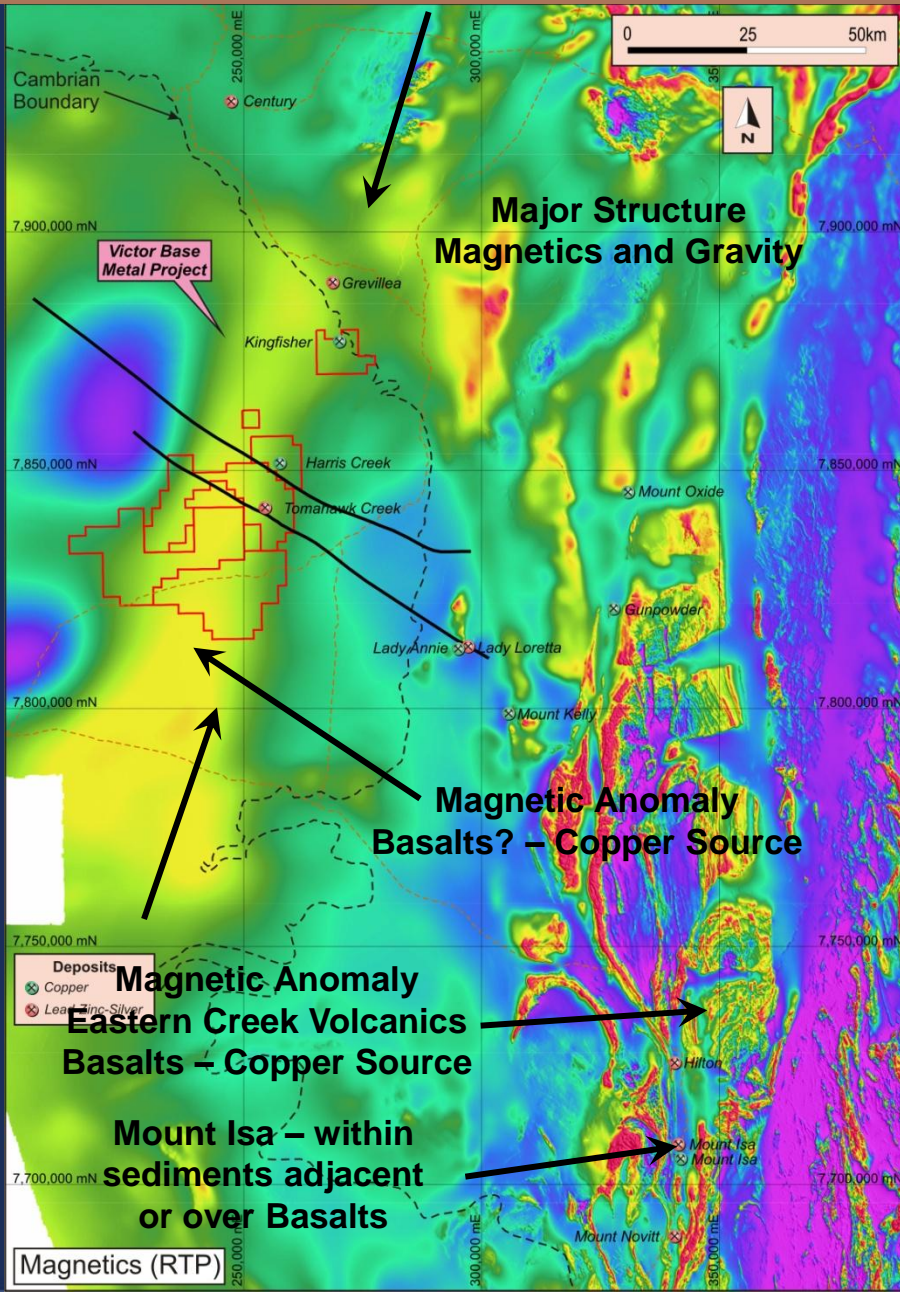 250,000 mE
300,000 mE
0 25 50km
Cambrian
Boundary
Century
N
Major Structure
Magnetics and Gravity
7,900,000 mN
7,900,000 mN
Victor Base
Metal Project
Grevillea
Kingfisher
7,850,000 mN
7,850,000 mN
Harris Creek
Mount Oxide
Tomahawk Creek
Gunpowder
Lady Annie
Lady Loretta
7,800,000 mN
7,800,000 mN
Mount Kelly
Magnetic Anomaly
Basalts? – Copper Source
7,750,000 mN
7,750,000 mN
Deposits
Copper
Lead-Zinc-Silver
Magnetic Anomaly
Eastern Creek Volcanics
Basalts – Copper Source
Hilton
Mount Isa – within
sediments adjacent
or over Basalts
Mount Isa
Mount Isa
7,700,000 mN
7,700,000 mN
Mount Novitt
Magnetics (RTP)
250,000 mE
300,000 mE
350,000 mE